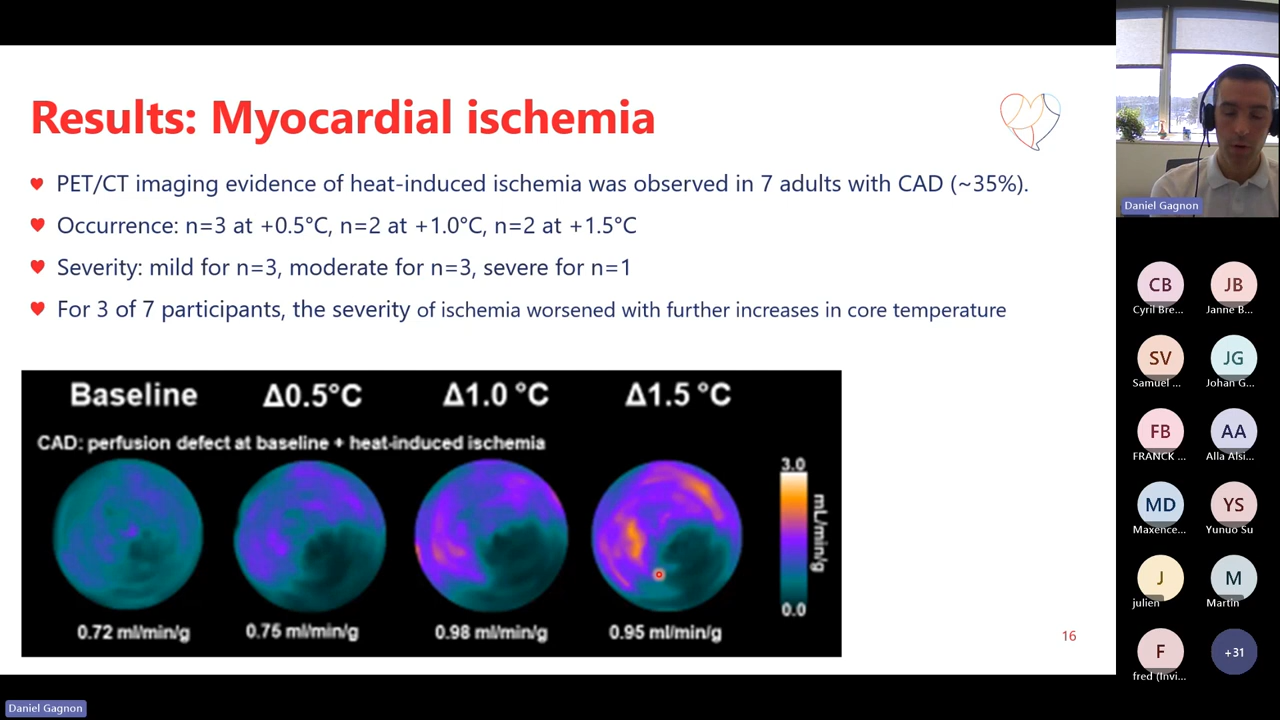 Results: Myocardial ischemia
PET/CT imaging evidence of heat-induced ischemia was observed in 7 adults with CAD (~35%).
Occurrence: n=3 at +0.5°C, n=2 at +1.0°C, n=2 at +1.5°C
Severity: mild for n=3, moderate for n=3, severe for n=1
For 3 of 7 participants, the severity of ischemia worsened with further increases in core temperature
Baseline Δ0.5°C Δ1.0 °C Δ1.5 °C
CAD: perfusion defect at baseline + heat-induced ischemia
3.0
mL/min/g
0.0
0.72 ml/min/g 0.75 ml/min/g 0.98 ml/min/g 0.95 ml/min/g
16
Daniel Gagnon
CB JB
Cyril Bre... Janne B...
SV JG
Samuel ... Johan G...
FB AA
FRANCK ... Alla Alsi...
MD YS
Maxence... Yunuo Su
J M
julien Martin
F +31
fred (Invi...
Daniel Gagnon